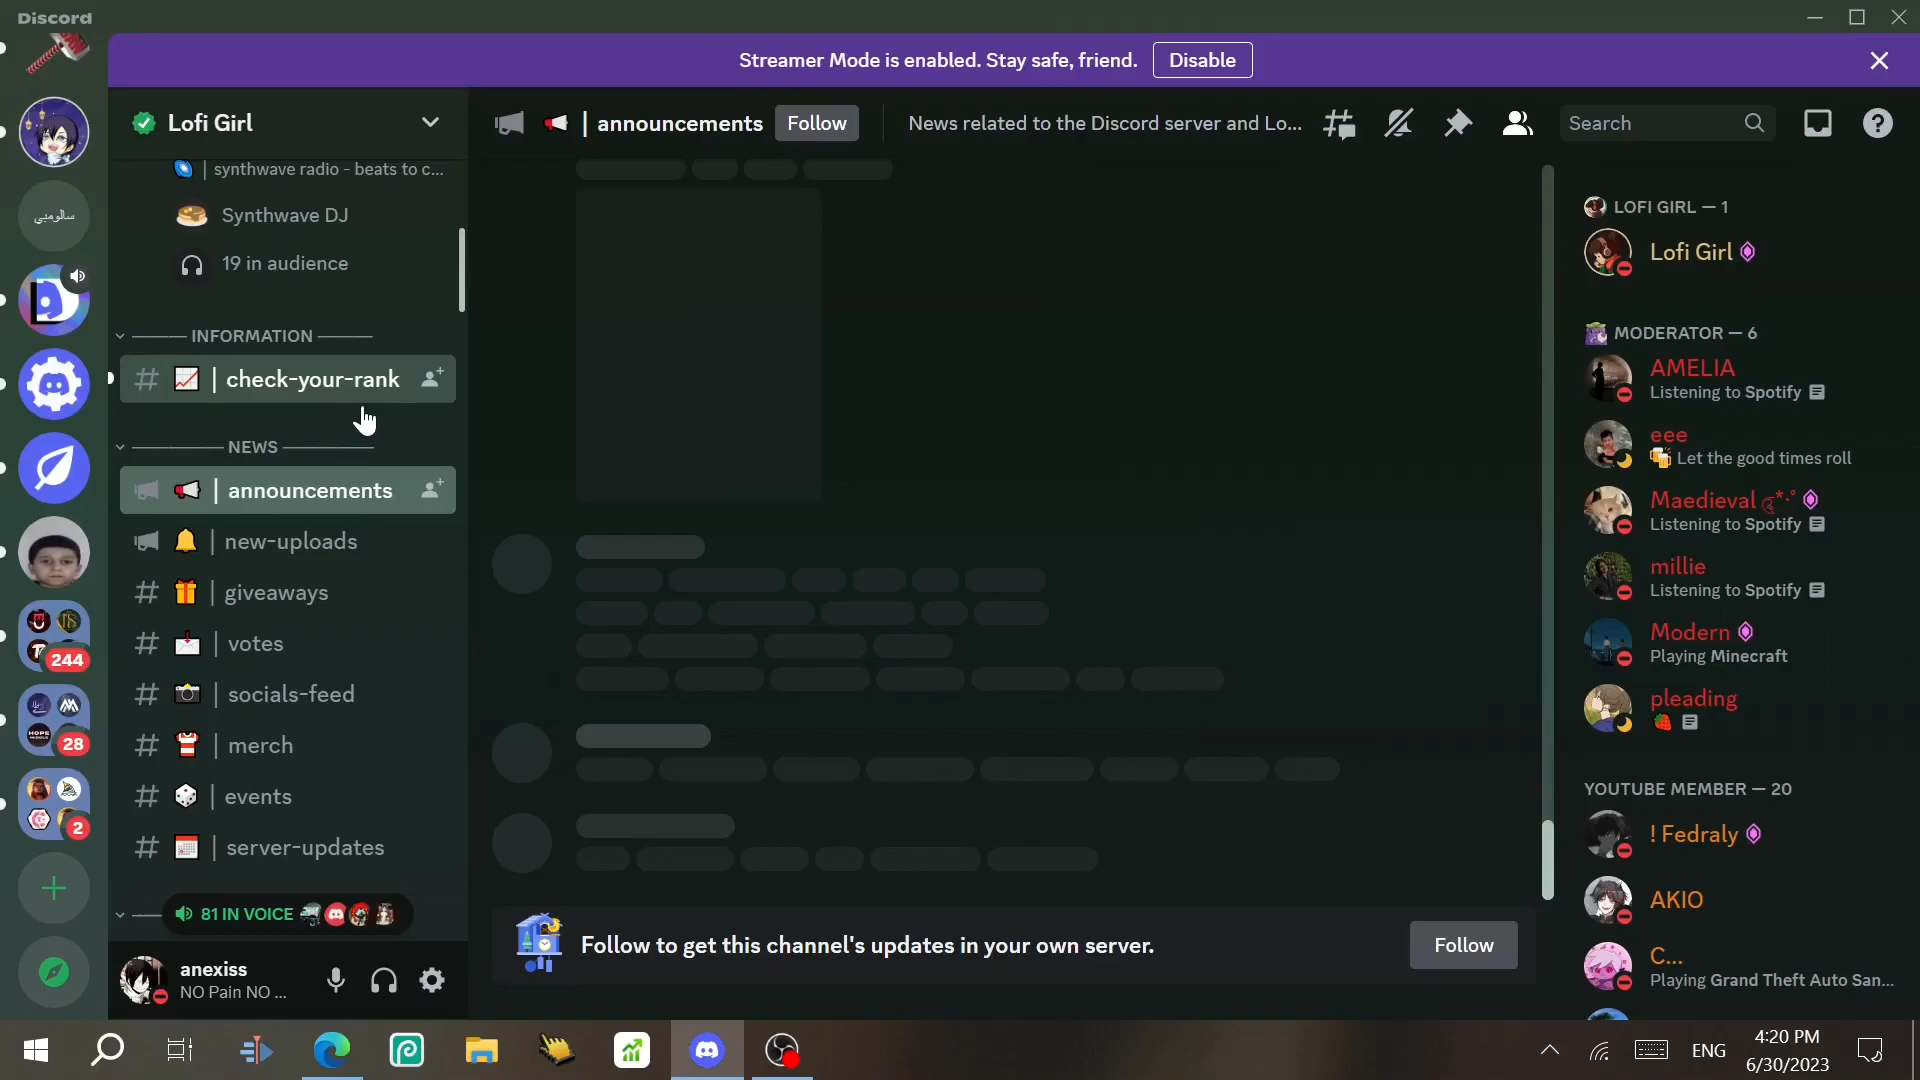 Discord
Streamer Mode is enabled. Stay safe, friend.
Disable
سالومبي
244
28
HOPE
2
Lofi Girl
| synthwave radio - beats to c...
Synthwave DJ
19 in audience
INFORMATION
| check-your-rank
NEWS
| announcements
| new-uploads
| giveaways
| votes
| socials-feed
| merch
| events
| server-updates
81 IN VOICE
anexiss
NO Pain NO ...
| announcements
Follow
News related to the Discord server and Lo...
Search
Follow to get this channel's updates in your own server.
Follow
LOFI GIRL — 1
Lofi Girl
MODERATOR — 6
AMELIA
Listening to Spotify
eee
Let the good times roll
Maedieval
Listening to Spotify
millie
Listening to Spotify
Modern
Playing Minecraft
pleading
YOUTUBE MEMBER — 20
! Fedraly
AKIO
C...
Playing Grand Theft Auto San...
ENG
4:20 PM
6/30/2023